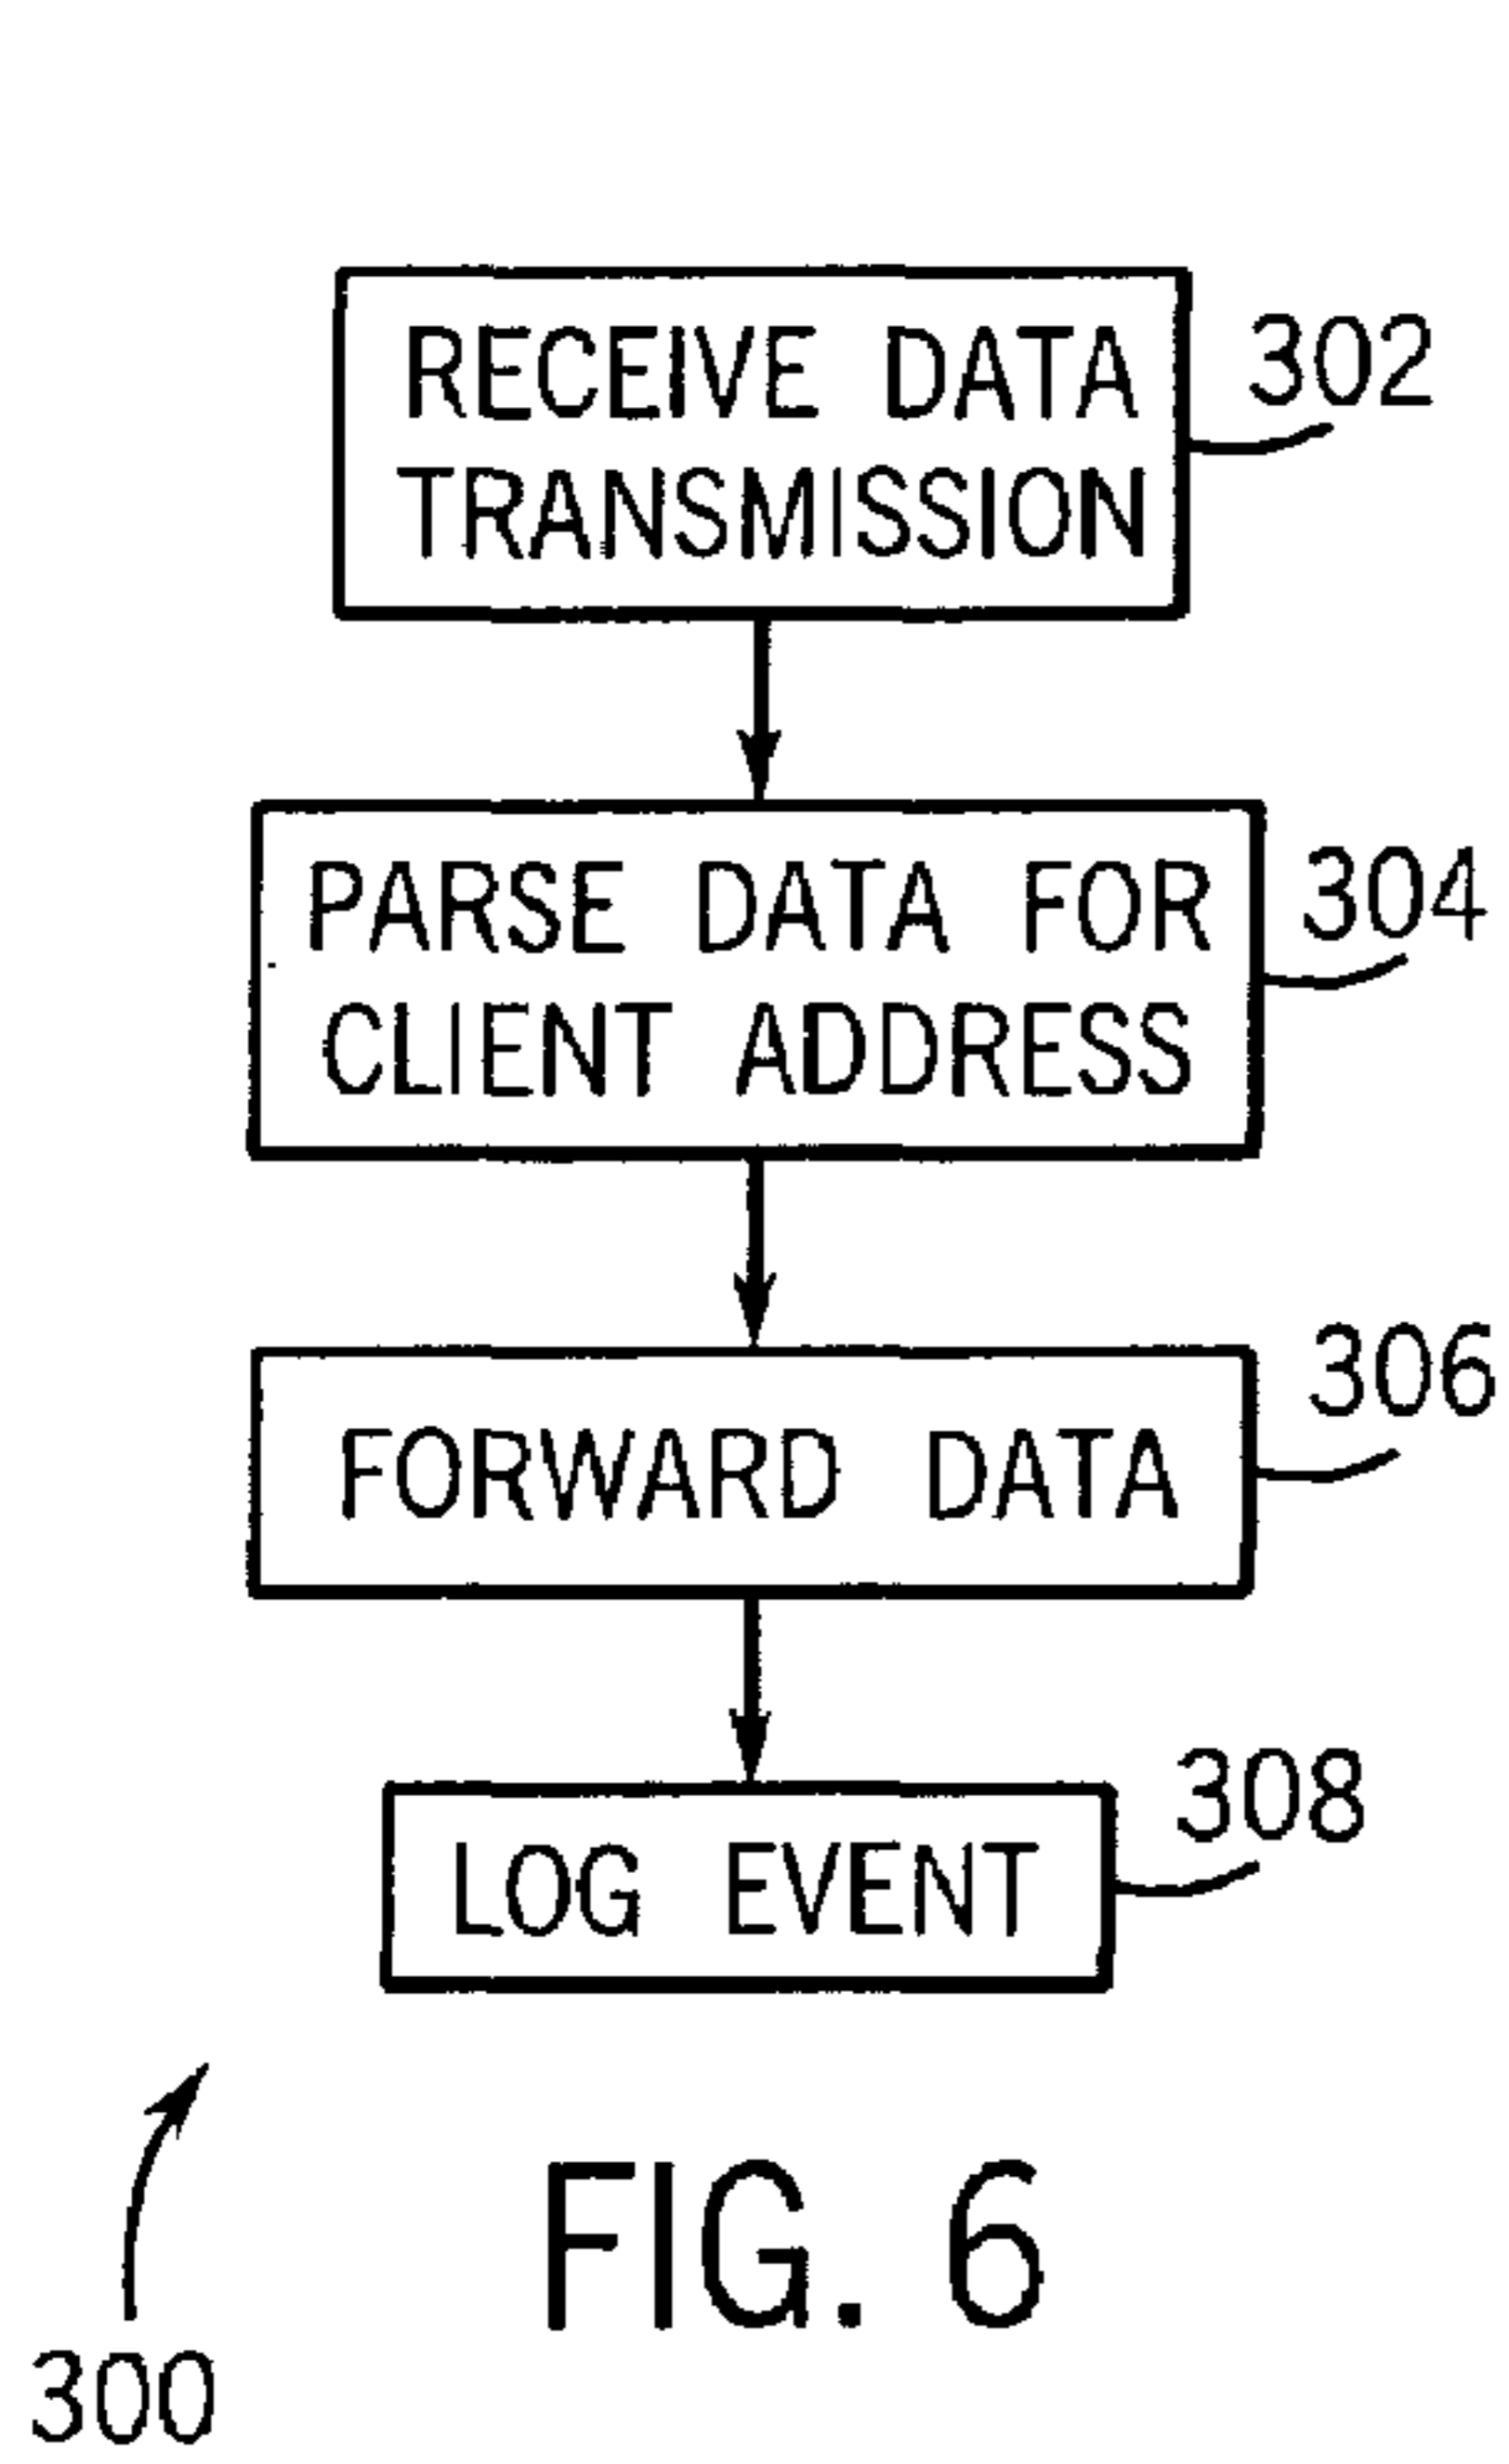 RECEIVE DATA
TRANSMISSION
302
PARSE DATA FOR
CLIENT ADDRESS
304
FORWARD DATA
306
LOG EVENT
308
FIG. 6
300